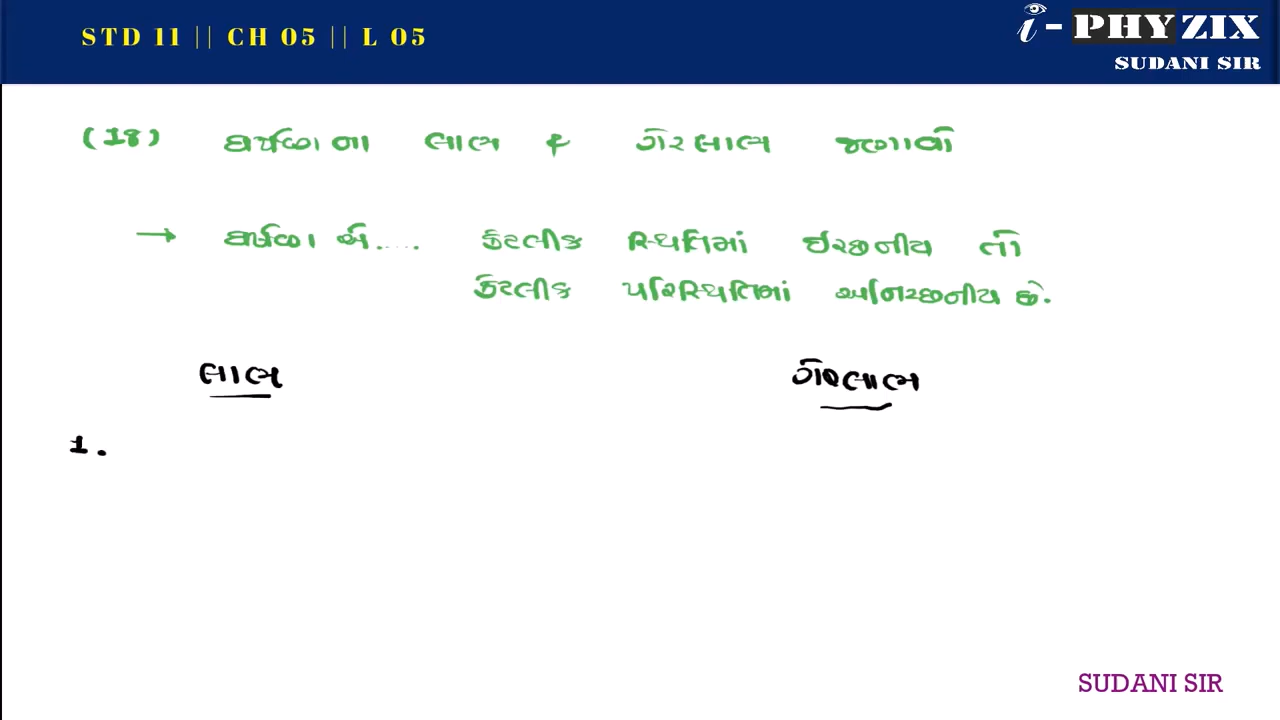 STD 11 || CH 05 || L 05
i - PHYZIX
SUDANI SIR
(18) ઘર્ષણના લાભ & ગેરલાભ જણાવો
→ ઘર્ષણ એ..... કેટલીક સ્થિતિમાં ઈચ્છનીય તો
કેટલીક પરિસ્થિતિમાં અનિચ્છનીય છે.
લાભ
ગેરલાભ
1.
SUDANI SIR